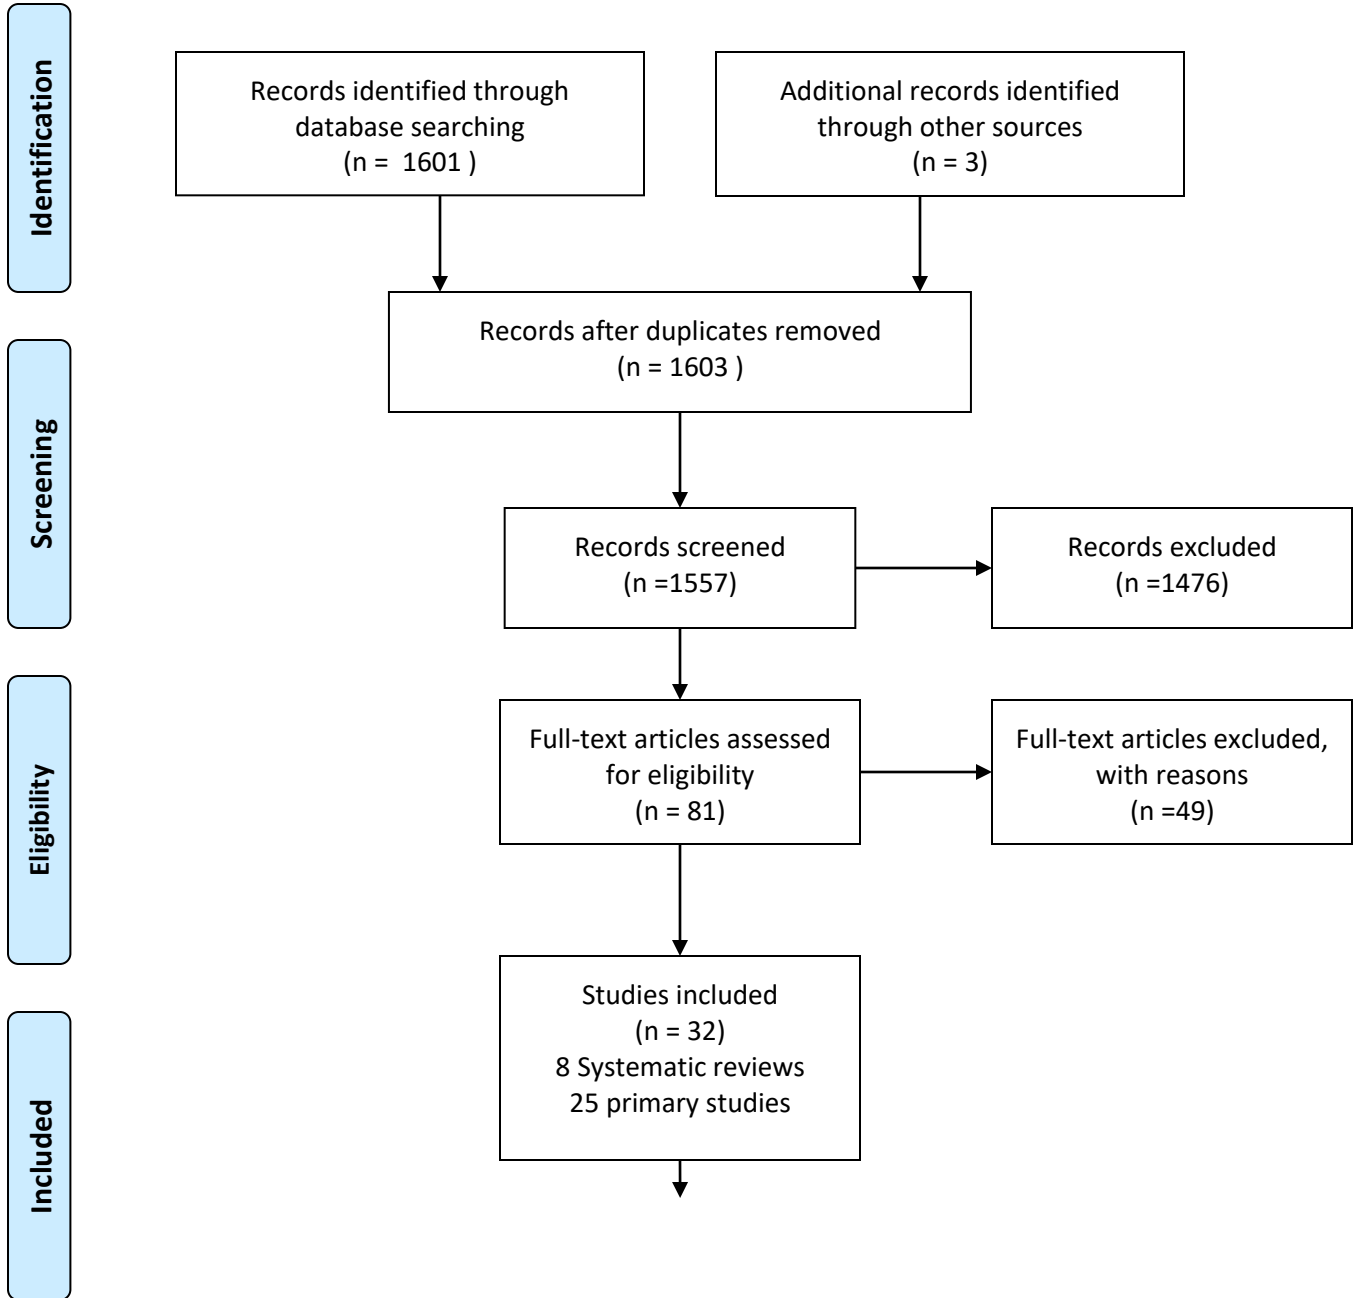 Identification
Records identified through
database searching
(n =  1601 )
Additional records identified
through other sources
(n = 3)
Records after duplicates removed
(n = 1603 )
Screening
Records screened
(n =1557)
Records excluded
(n =1476)
Eligibility
Full-text articles assessed
for eligibility
(n = 81)
Full-text articles excluded,
with reasons
(n =49)
Included
Studies included
(n = 32)
8 Systematic reviews
25 primary studies